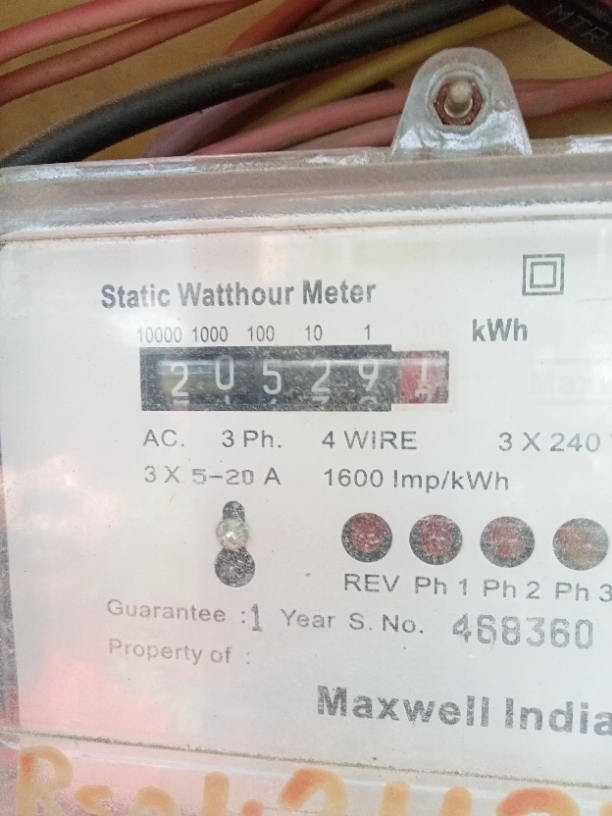 MTR
Static Watthour Meter
10000 1000 100 10 1 kWh
2 0 5 2 9 1
AC. 3 Ph. 4 WIRE 3 X 240
3 X 5-20 A 1600 Imp/kWh
REV Ph 1 Ph 2 Ph 3
Guarantee :1 Year S. No. 468360
Property of :
Maxwell India